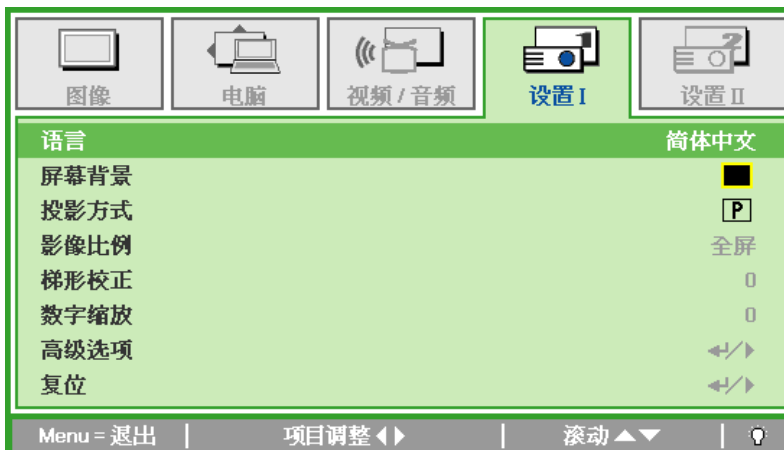 图像 电脑 视频 / 音频 设置 I 设置 II
语言 简体中文
屏幕背景
投影方式 P
影像比例 全屏
梯形校正 0
数字缩放 0
高级选项
复位
Menu = 退出 项目调整 滚动